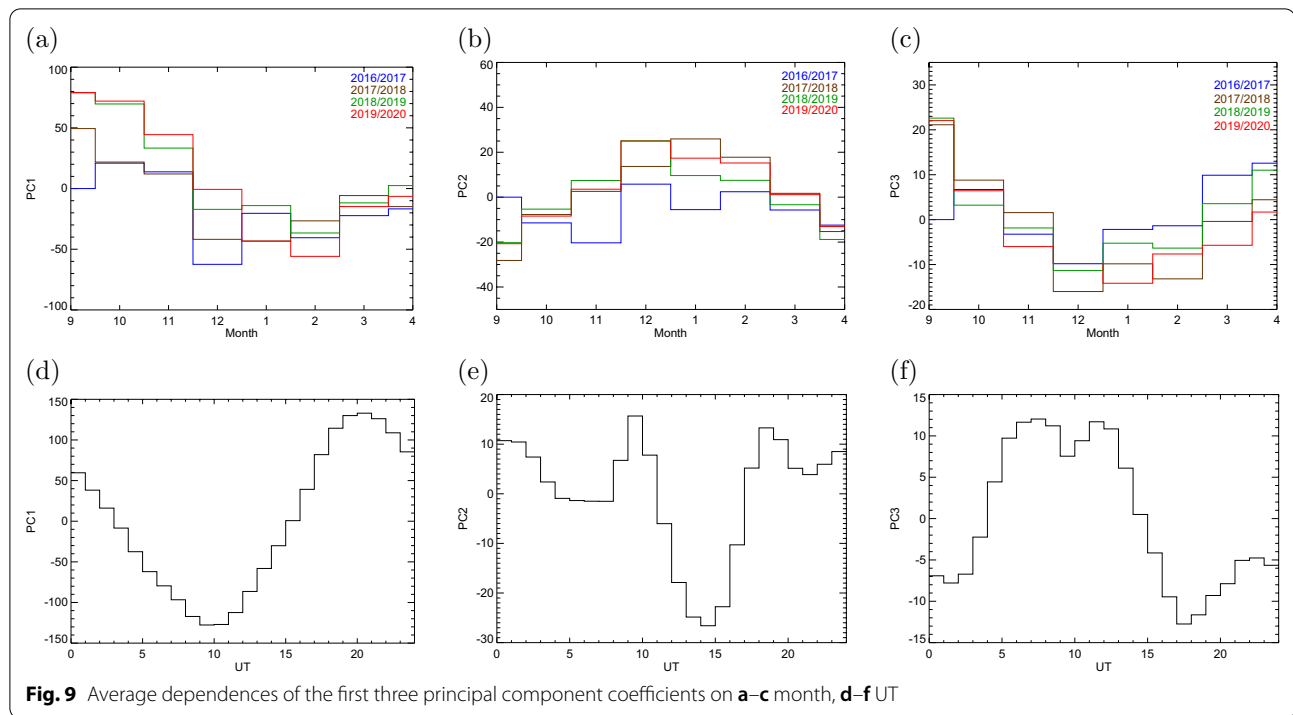 (a)
100
50
0
-50
-100
PC1
2016/2017
2017/2018
2018/2019
2019/2020
9 10 11 12 1 2 3 4
Month
(b)
60
40
20
0
-20
-40
PC2
2016/2017
2017/2018
2018/2019
2019/2020
9 10 11 12 1 2 3 4
Month
(c)
30
20
10
0
-10
-20
PC3
2016/2017
2017/2018
2018/2019
2019/2020
9 10 11 12 1 2 3 4
Month
(d)
150
100
50
0
-50
-100
-150
PC1
0 5 10 15 20
UT
(e)
20
10
0
-10
-20
-30
PC2
0 5 10 15 20
UT
(f)
15
10
5
0
-5
-10
-15
PC3
0 5 10 15 20
UT
Fig. 9 Average dependences of the first three principal component coefficients on a–c month, d–f UT